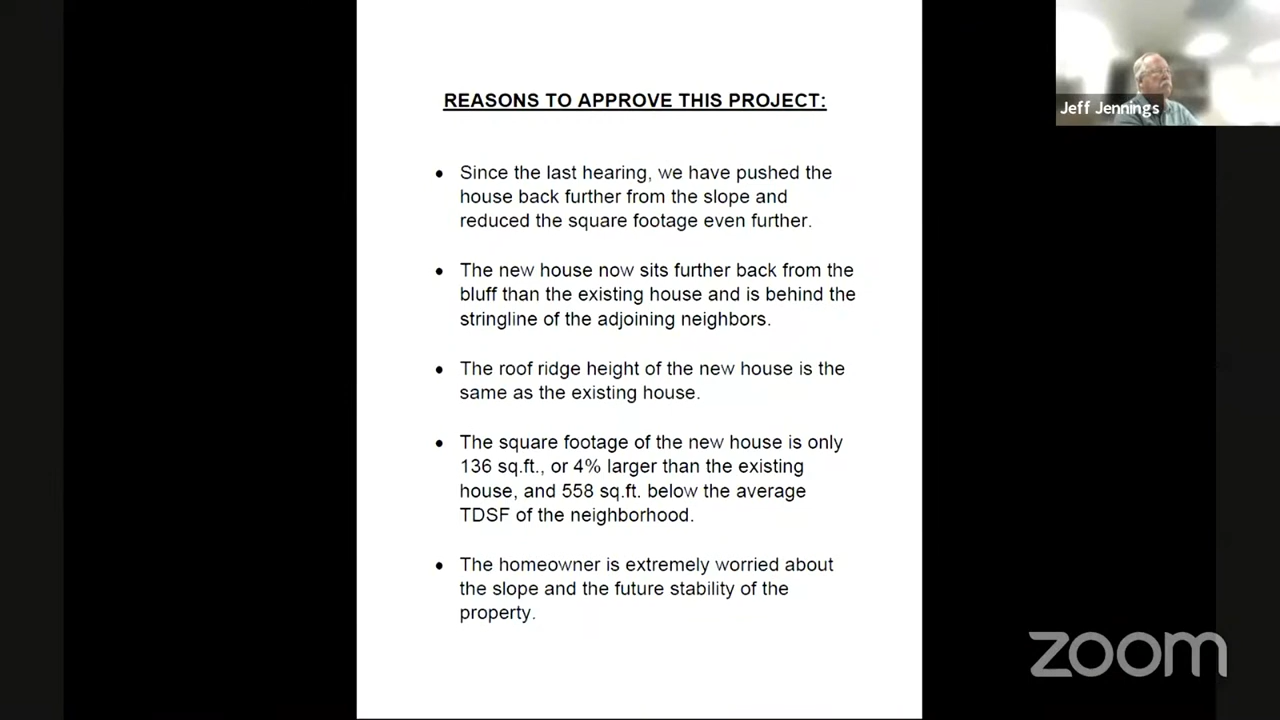 REASONS TO APPROVE THIS PROJECT:
Jeff Jennings
• Since the last hearing, we have pushed the
house back further from the slope and
reduced the square footage even further.
• The new house now sits further back from the
bluff than the existing house and is behind the
stringline of the adjoining neighbors.
• The roof ridge height of the new house is the
same as the existing house.
• The square footage of the new house is only
136 sq.ft., or 4% larger than the existing
house, and 558 sq.ft. below the average
TDSF of the neighborhood.
• The homeowner is extremely worried about
the slope and the future stability of the
property.
zoom